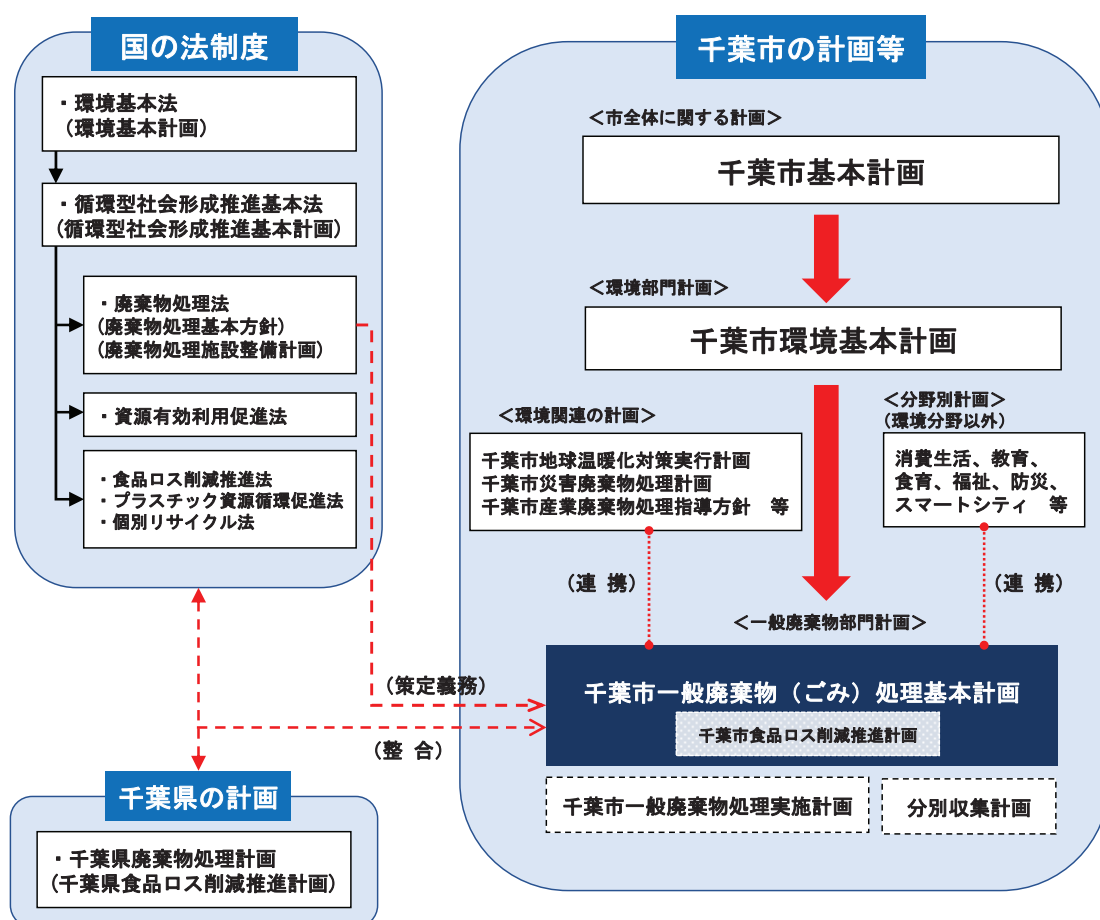 国の法制度
・環境基本法
(環境基本計画)
・循環型社会形成推進基本法
(循環型社会形成推進基本計画)
・廃棄物処理法
(廃棄物処理基本方針)
(廃棄物処理施設整備計画)
・資源有効利用促進法
・食品ロス削減推進法
・プラスチック資源循環促進法
・個別リサイクル法
千葉県の計画
・千葉県廃棄物処理計画
(千葉県食品ロス削減推進計画)
(策定義務)
(整 合)
千葉市の計画等
＜市全体に関する計画＞
千葉市基本計画
＜環境部門計画＞
千葉市環境基本計画
＜環境関連の計画＞
千葉市地球温暖化対策実行計画
千葉市災害廃棄物処理計画
千葉市産業廃棄物処理指導方針　等
＜分野別計画＞
(環境分野以外)
消費生活、教育、
食育、福祉、防災、
スマートシティ　等
(連 携)
(連 携)
＜一般廃棄物部門計画＞
千葉市一般廃棄物（ごみ）処理基本計画
千葉市食品ロス削減推進計画
千葉市一般廃棄物処理実施計画
分別収集計画